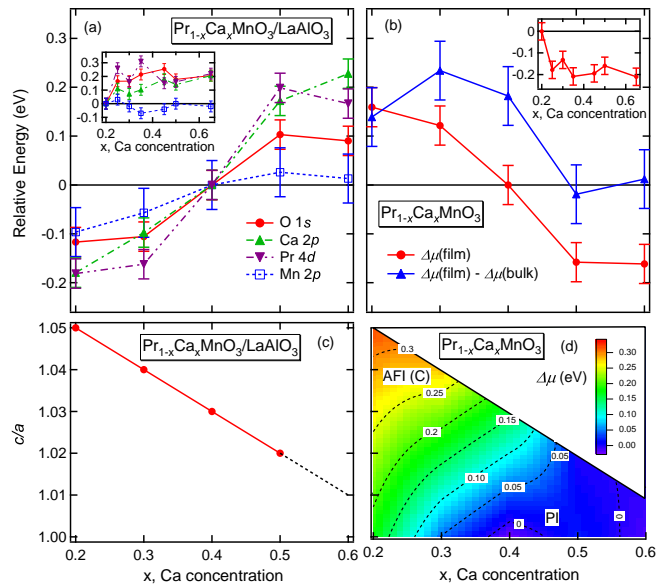 (a)
Pr1-xCaxMnO3/LaAlO3
0.3
0.2
0.1
0
-0.1
-0.2
-0.3
Relative Energy (eV)
0.3
0.2
0.1
0
-0.1
0.2
0.4
0.6
x, Ca concentration
O 1s
Ca 2p
Pr 4d
Mn 2p
(b)
0
-0.1
-0.2
0.2
0.3
0.4
0.5
0.6
x, Ca concentration
Pr1-xCaxMnO3
Δμ(film)
Δμ(film) - Δμ(bulk)
(c)
Pr1-xCaxMnO3/LaAlO3
1.05
1.04
1.03
1.02
1.01
1.00
c/a
0.2
0.3
0.4
0.5
0.6
x, Ca concentration
Pr1-xCaxMnO3
(d)
AFI (C)
PI
Δμ (eV)
0.30
0.25
0.20
0.15
0.10
0.05
0.00
0.3
0.25
0.2
0.15
0.10
0.05
0.05
0
0
0.2
0.3
0.4
0.5
0.6
x, Ca concentration